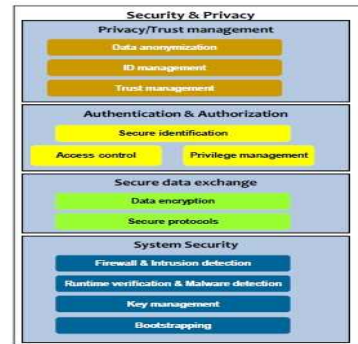 Security & Privacy
Privacy/Trust management
Data anonymization
ID management
Trust management
Authentication & Authorization
Secure identification
Access control Privilege management
Secure data exchange
Data encryption
Secure protocols
System Security
Firewall & Intrusion detection
Runtime verification & Malware detection
Key management
Bootstrapping